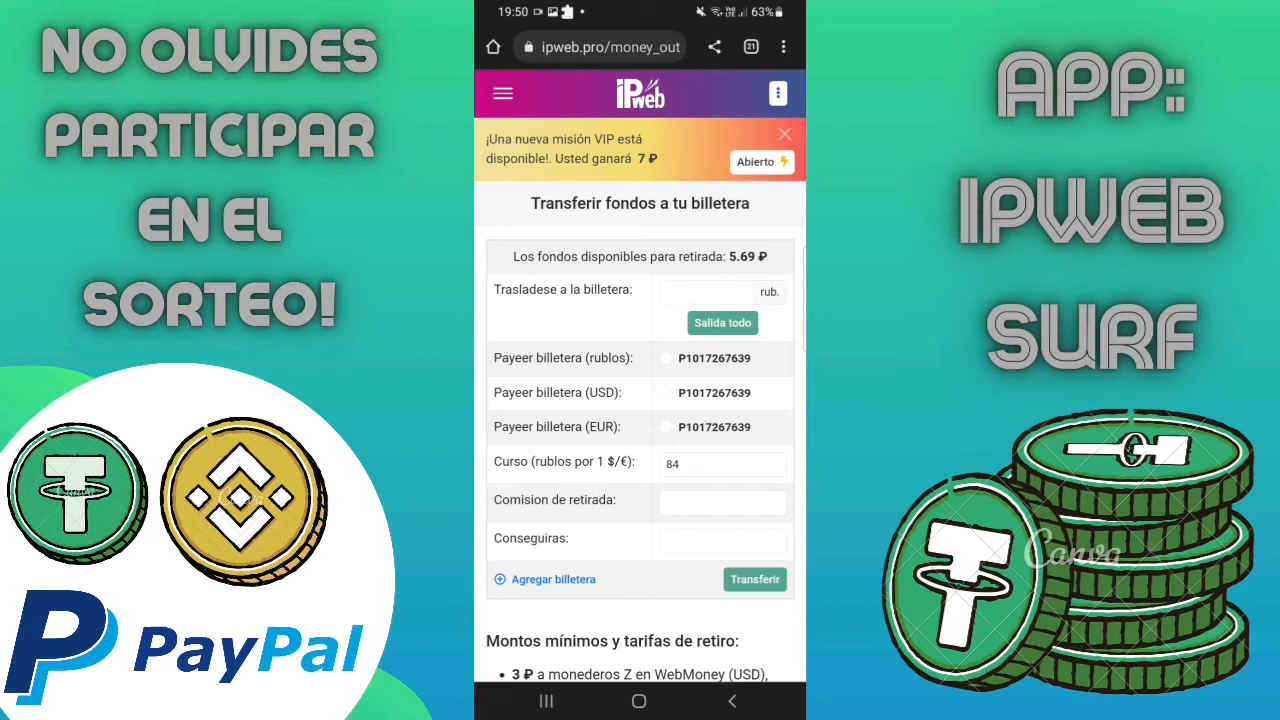 NO OLVIDES
PARTICIPAR
EN EL
SORTEO!
19:50
63%
ipweb.pro/money_out
21
iPweb
¡Una nueva misión VIP está
disponible!. Usted ganará 7 ₽
Abierto
Transferir fondos a tu billetera
Los fondos disponibles para retirada: 5.69 ₽
Trasladese a la billetera:
rub.
Salida todo
Payeer billetera (rublos): P1017267639
Payeer billetera (USD): P1017267639
Payeer billetera (EUR): P1017267639
Curso (rublos por 1 $/€): 84
Comision de retirada:
Conseguiras:
Agregar billetera
Transferir
Montos mínimos y tarifas de retiro:
• 3 ₽ a monederos Z en WebMoney (USD),
APP:
IPWEB
SURF
Canva
Canva
Canva
PayPal